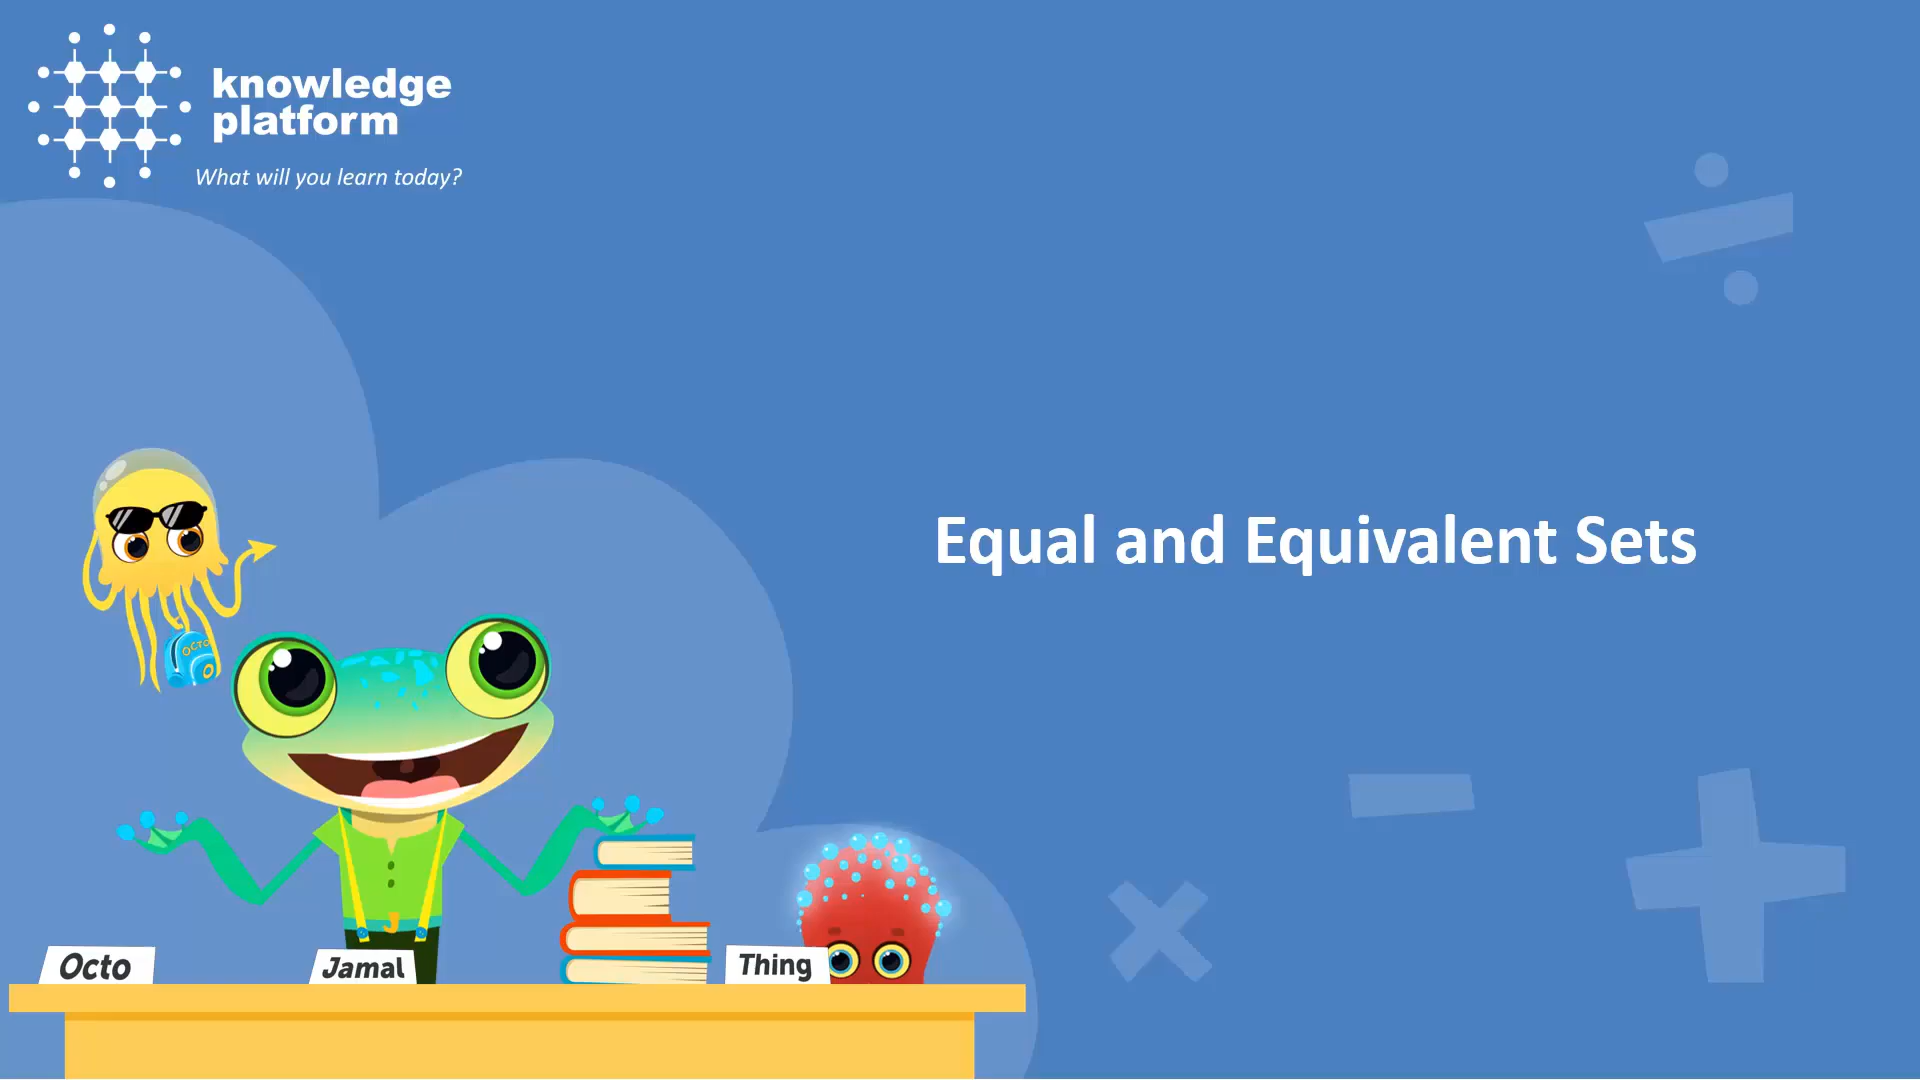 knowledge
platform
What will you learn today?
Equal and Equivalent Sets
OCTO
Octo
Jamal
Thing